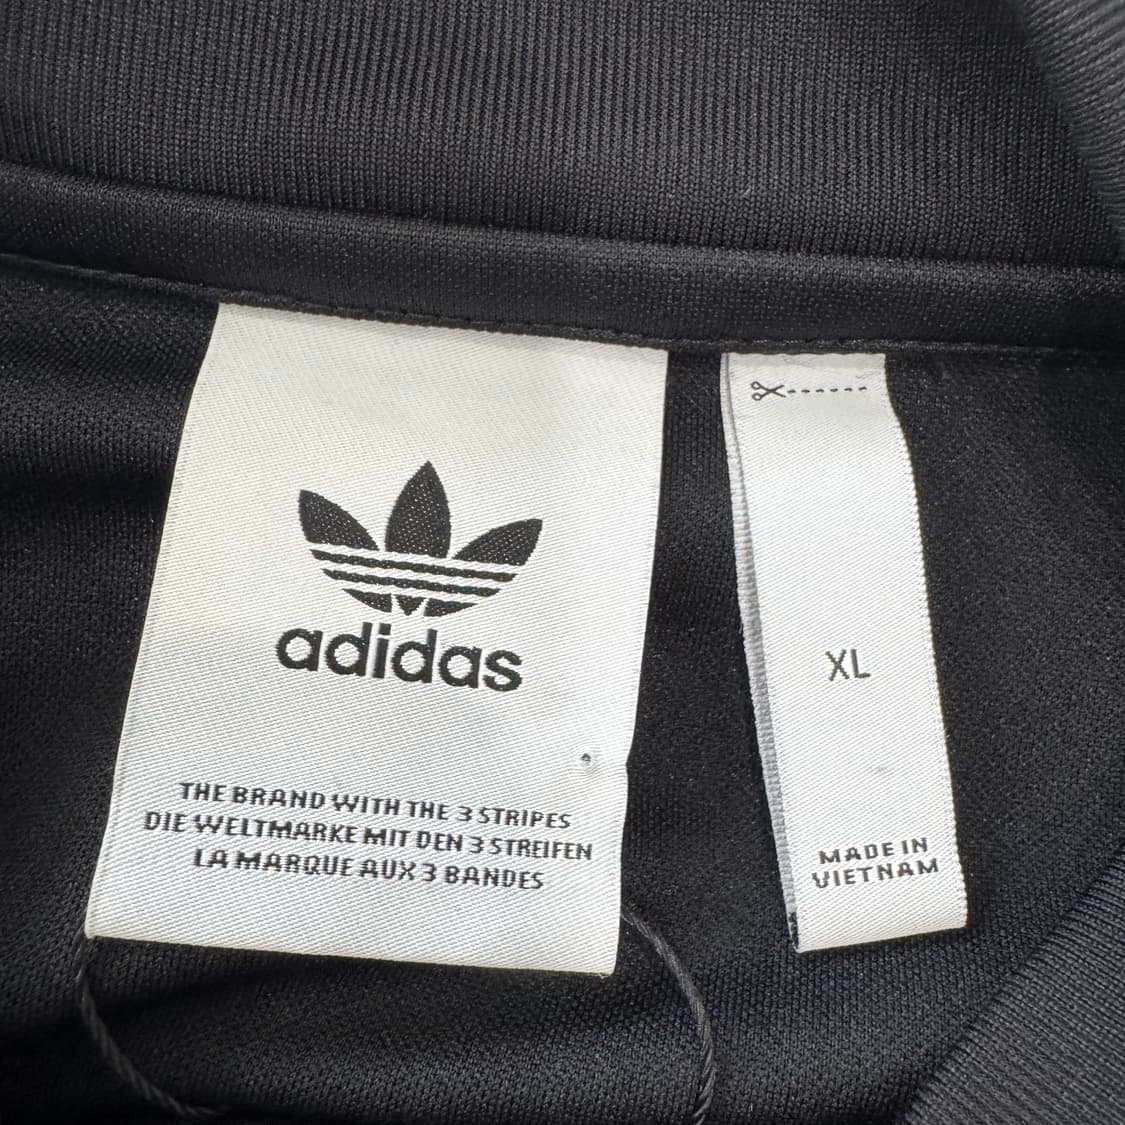 adidas
THE BRAND WITH THE 3 STRIPES
DIE WELTMARKE MIT DEN 3 STREIFEN
LA MARQUE AUX 3 BANDES
XL
MADE IN
VIETNAM